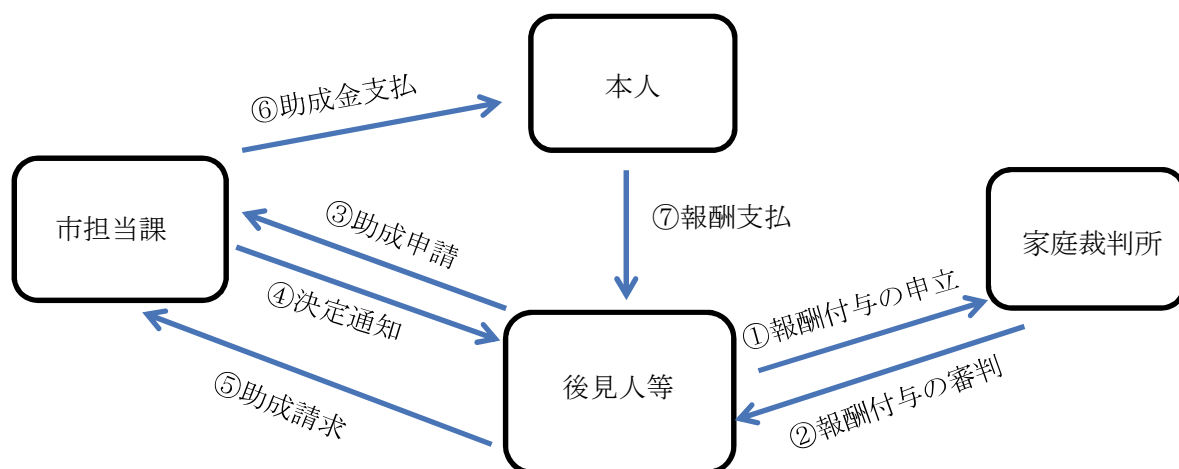 本人
⑥助成金支払
市担当課
③助成申請
⑦報酬支払
家庭裁判所
④決定通知
①報酬付与の申立
⑤助成請求
後見人等
②報酬付与の審判